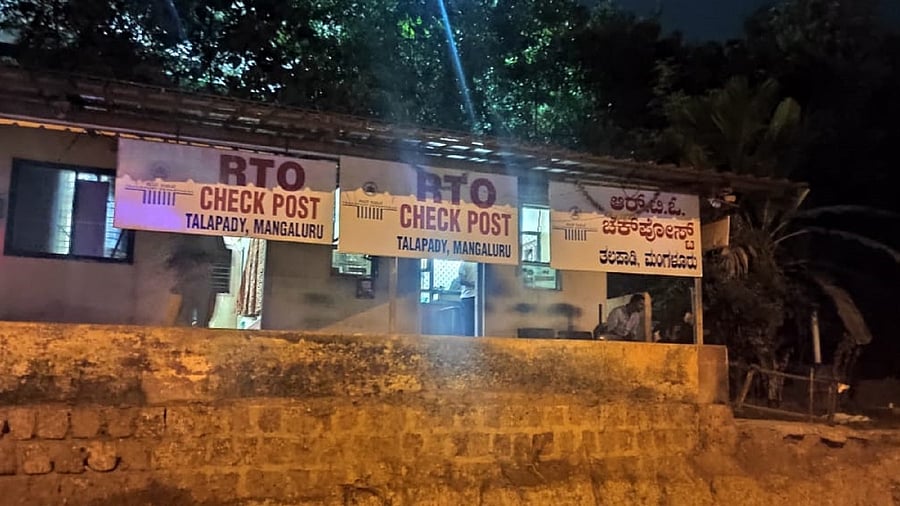 RTO
CHECK POST
TALAPADY, MANGALURU
RTO
CHECK POST
TALAPADY, MANGALURU
ಆರ್.ಟಿ.ಓ.
ಚೆಕ್‌ಪೋಸ್ಟ್
ತಲಪಾಡಿ, ಮಂಗಳೂರು